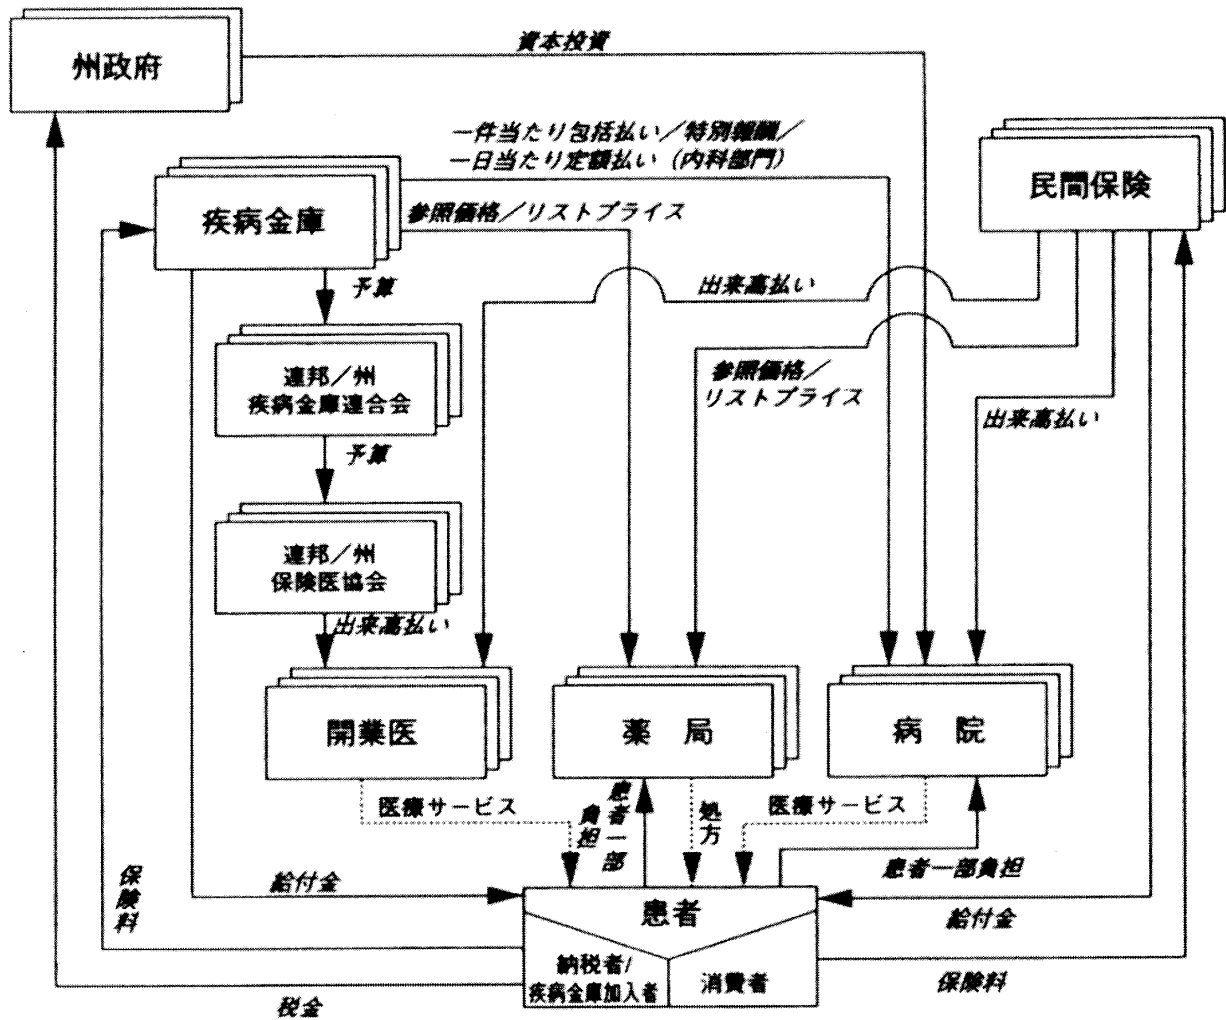 資本投資
州政府
一件当たり包括払い／特別報酬／
一日当たり定額払い（内科部門）
民間保険
疾病金庫
参照価格／リストプライス
予算
出来高払い
連邦／州
疾病金庫連合会
参照価格／
リストプライス
出来高払い
予算
連邦／州
保険医協会
出来高払い
開業医
薬局
病院
医療サービス
患者一部
負担
処方
医療サービス
患者一部負担
保険料
給付金
患者
給付金
納税者/
疾病金庫加入者
消費者
保険料
税金